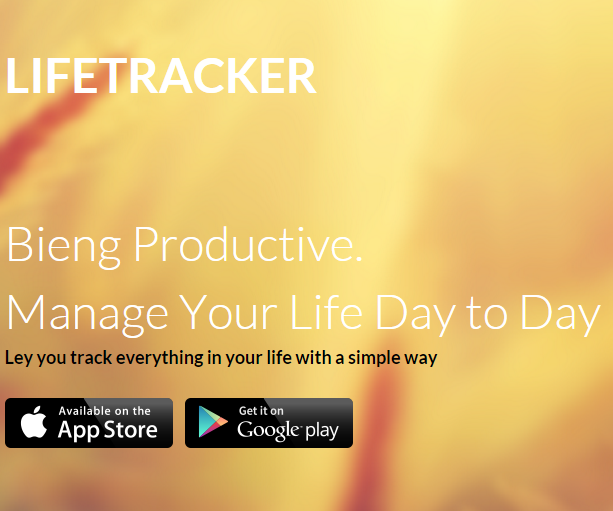 LIFETRACKER
Bieng Productive.
Manage Your Life Day to Day
Ley you track everything in your life with a simple way
Available on the
App Store
Get it on
Google play